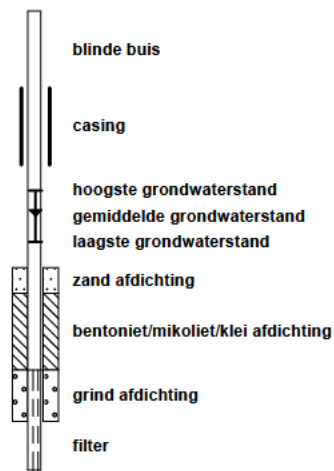 blinde buis
casing
hoogste grondwaterstand
gemiddelde grondwaterstand
laagste grondwaterstand
zand afdichting
bentoniet/mikoliet/klei afdichting
grind afdichting
filter